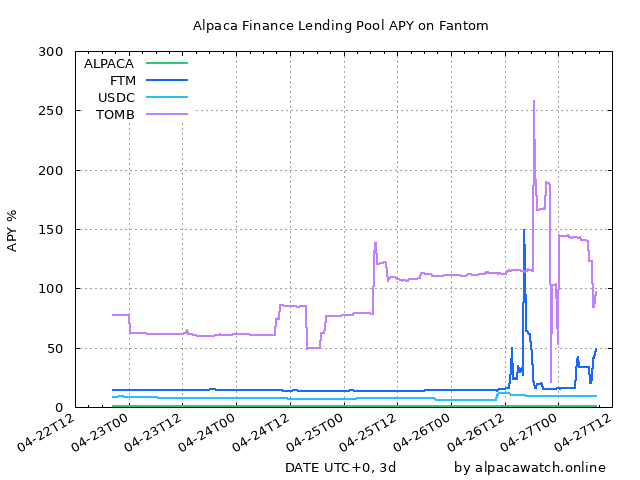 Alpaca Finance Lending Pool APY on Fantom
300
250
200
150
100
50
0
APY %
ALPACA
FTM
USDC
TOMB
04-22T12
04-23T00
04-23T12
04-24T00
04-24T12
04-25T00
04-25T12
04-26T00
04-26T12
04-27T00
04-27T12
DATE UTC+0, 3d
by alpacawatch.online